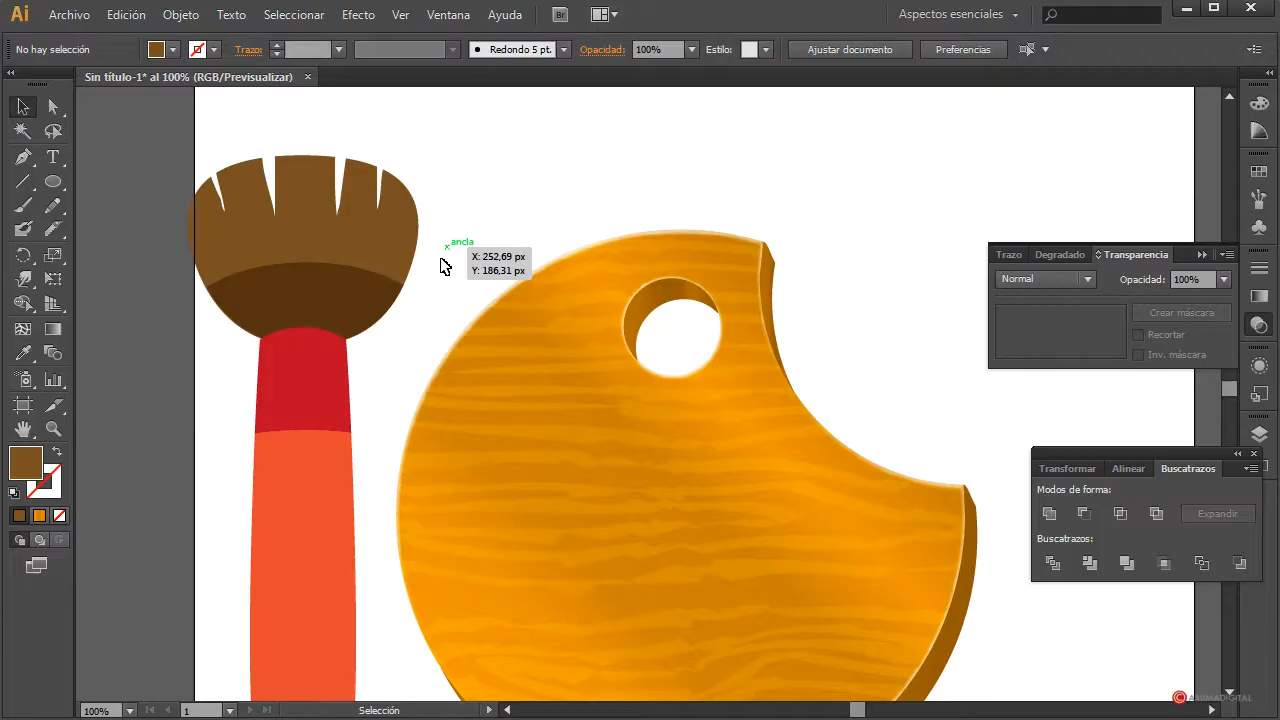 Ai Archivo Edición Objeto Texto Seleccionar Efecto Ver Ventana Ayuda Br Aspectos esenciales
No hay selección Trazo: Redondo 5 pt. Opacidad: 100% Estilo: Ajustar documento Preferencias
Sin título-1* al 100% (RGB/Previsualizar)
ancla
X: 252,69 px
Y: 186,31 px
Trazo Degradado Transparencia
Normal Opacidad: 100%
Crear máscara
Recortar
Inv. máscara
Transformar Alinear Buscatrazos
Modos de forma:
Expandir
Buscatrazos:
AKUMADIGITAL
100% 1 Selección